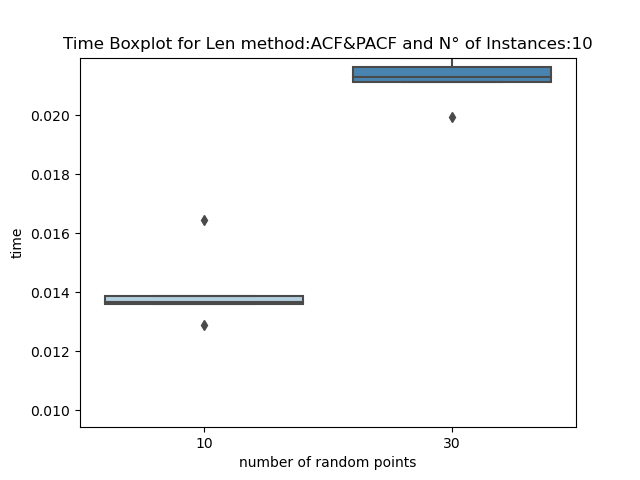 Time Boxplot for Len method:ACF&PACF and N° of Instances:10
0.020
0.018
0.016
0.014
0.012
0.010
time
10 30
number of random points